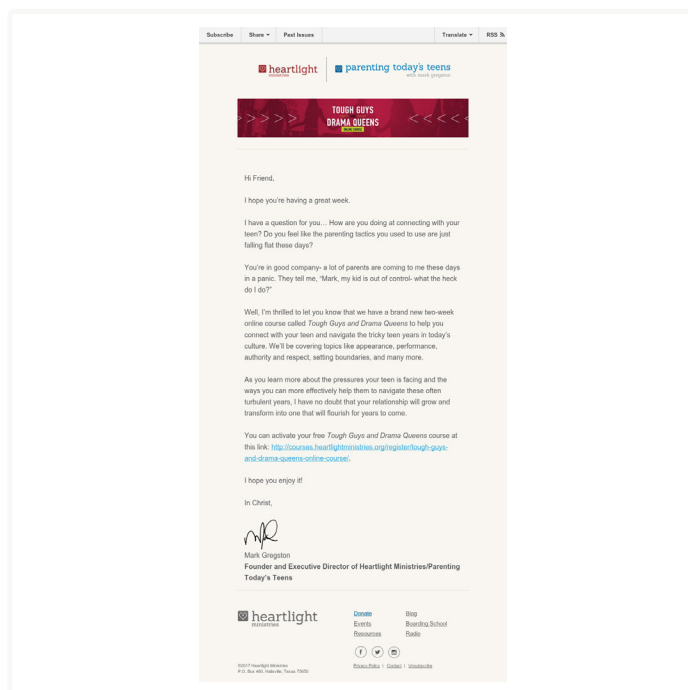 Subscribe Share Past Issues Translate RSS
heartlight
ministries
parenting today's teens
with mark gregston
TOUGH GUYS
DRAMA QUEENS
ONLINE COURSE
Hi Friend,
I hope you're having a great week.
I have a question for you… How are you doing at connecting with your
teen? Do you feel like the parenting tactics you used to use are just
falling flat these days?
You're in good company- a lot of parents are coming to me these days
in a panic. They tell me, "Mark, my kid is out of control- what the heck
do I do?"
Well, I'm thrilled to let you know that we have a brand new two-week
online course called Tough Guys and Drama Queens to help you
connect with your teen and navigate the tricky teen years in today's
culture. We'll be covering topics like appearance, performance,
authority and respect, setting boundaries, and many more.
As you learn more about the pressures your teen is facing and the
ways you can more effectively help them to navigate these often
turbulent years, I have no doubt that your relationship will grow and
transform into one that will flourish for years to come.
You can activate your free Tough Guys and Drama Queens course at
this link: http://courses.heartlightministries.org/register/tough-guys-
and-drama-queens-online-course/.
I hope you enjoy it!
In Christ,
Mark Gregston
Founder and Executive Director of Heartlight Ministries/Parenting
Today's Teens
heartlight
ministries
Donate Blog
Events Boarding School
Resources Radio
©2017 Heartlight Ministries
P.O. Box 480, Hallsville, Texas 75650
Privacy Policy | Contact | Unsubscribe